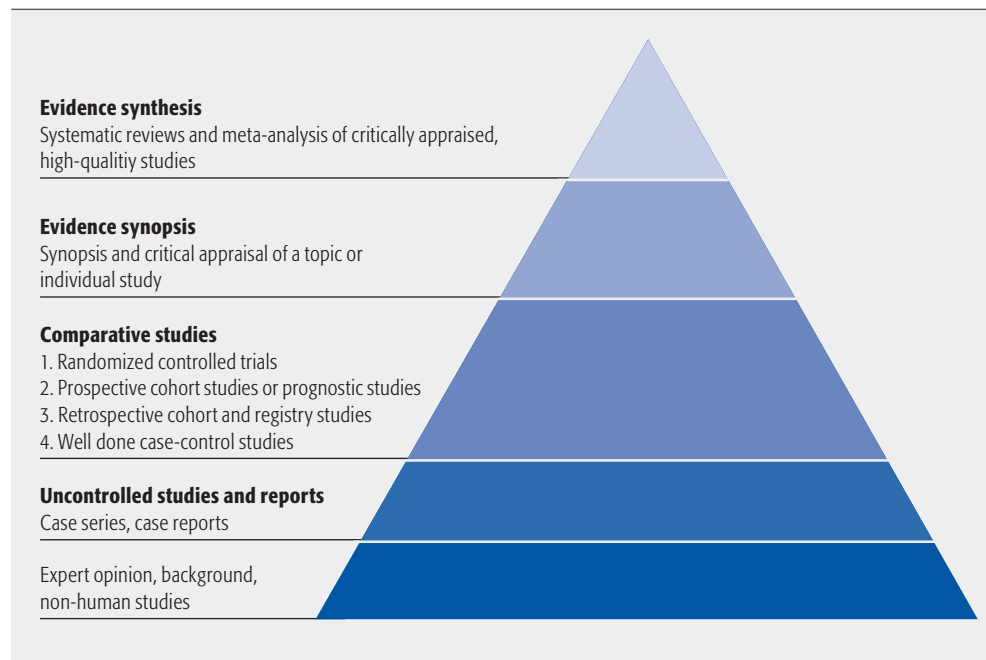 Evidence synthesis
Systematic reviews and meta-analysis of critically appraised,
high-qualitiy studies
Evidence synopsis
Synopsis and critical appraisal of a topic or
individual study
Comparative studies
1. Randomized controlled trials
2. Prospective cohort studies or prognostic studies
3. Retrospective cohort and registry studies
4. Well done case-control studies
Uncontrolled studies and reports
Case series, case reports
Expert opinion, background,
non-human studies